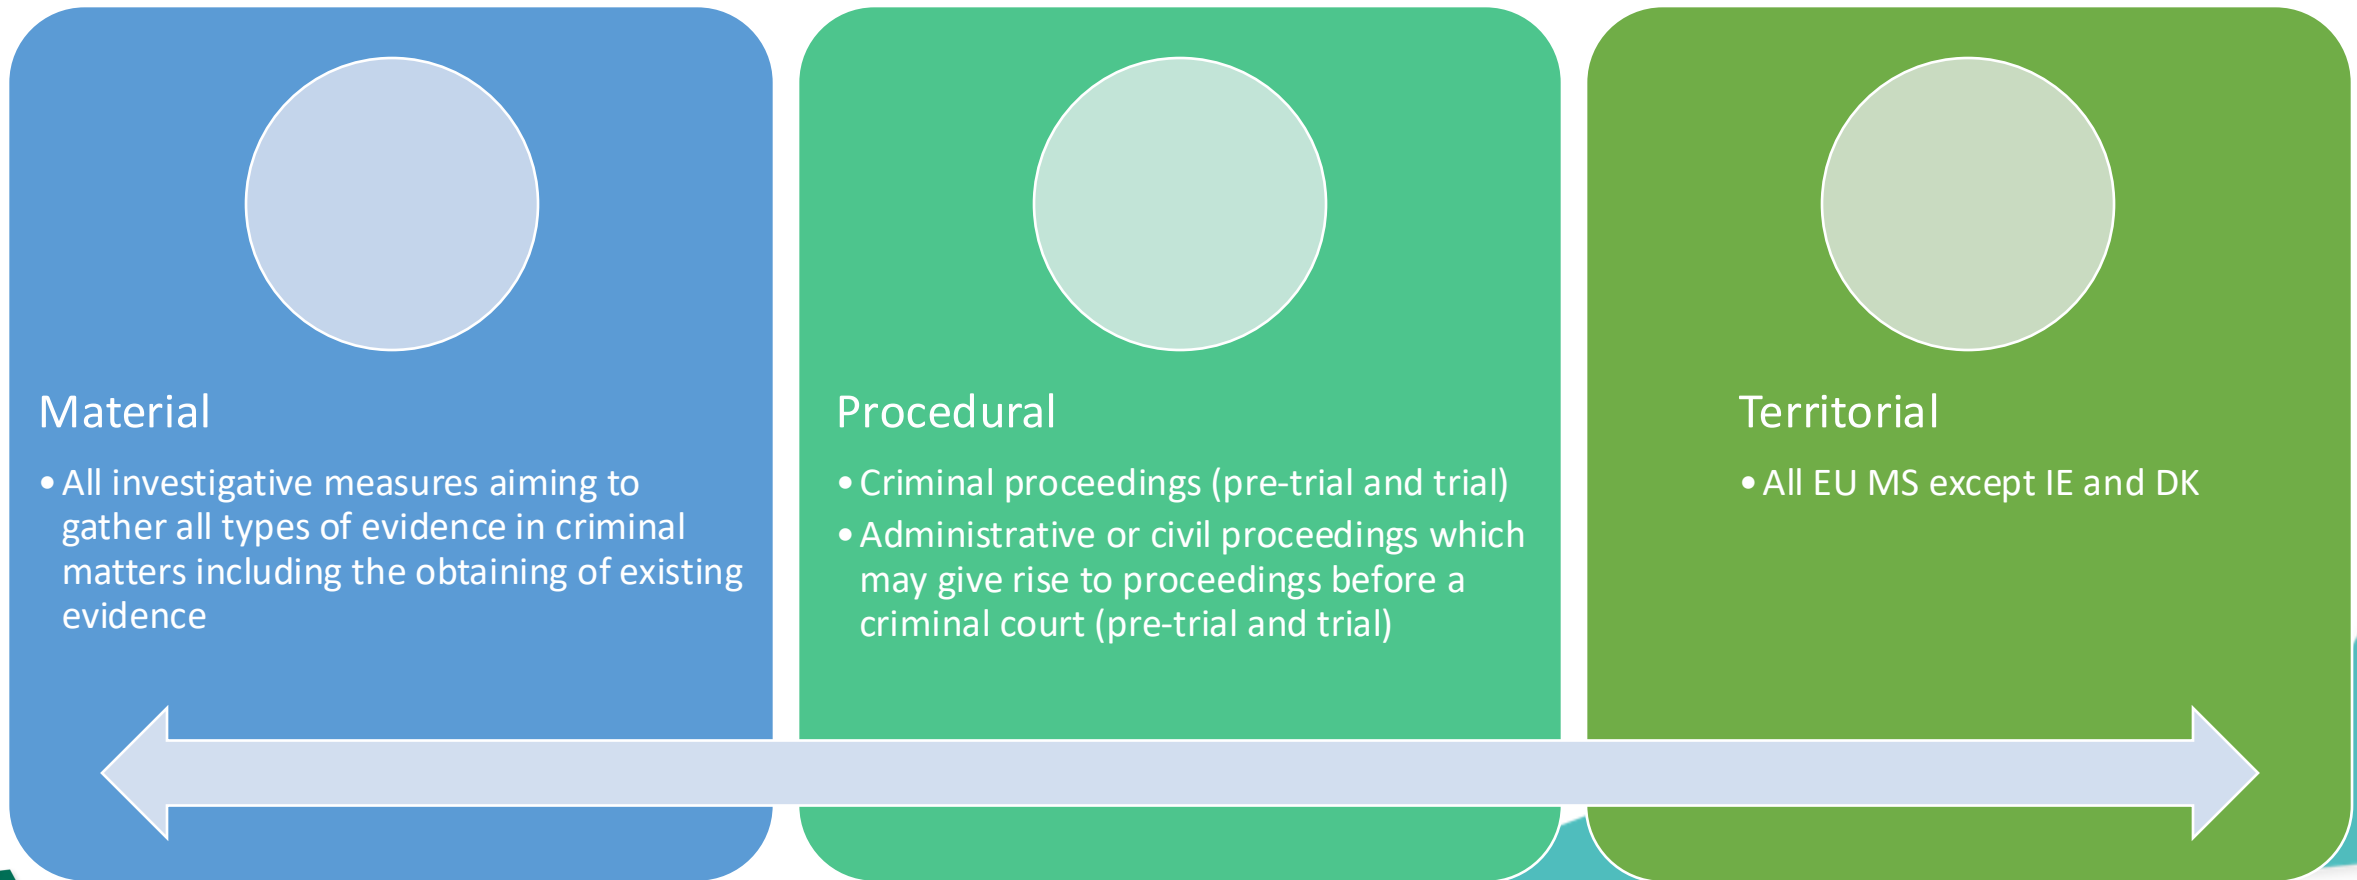 Material
• All investigative measures aiming to
gather all types of evidence in criminal
matters including the obtaining of existing
evidence
Procedural
• Criminal proceedings (pre-trial and trial)
• Administrative or civil proceedings which
may give rise to proceedings before a
criminal court (pre-trial and trial)
Territorial
• All EU MS except IE and DK